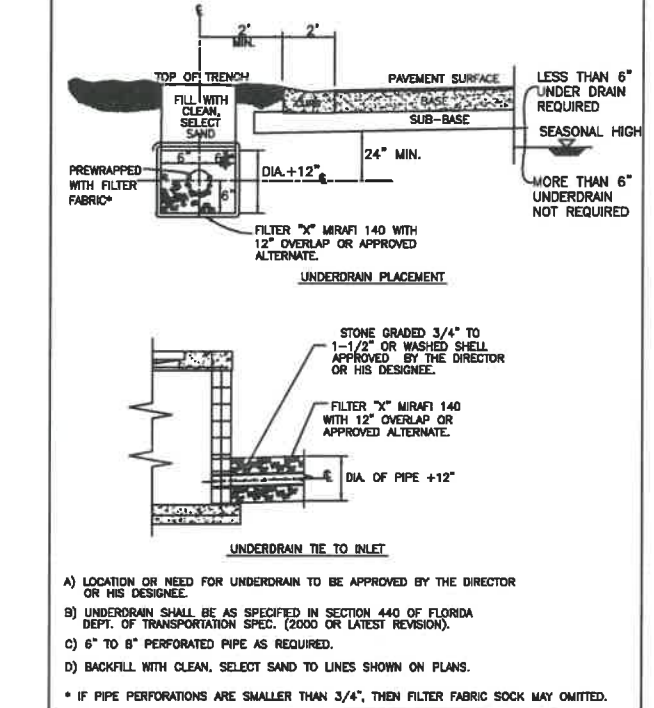 ℄
2'
MIN.
2'
TOP OF TRENCH
PAVEMENT SURFACE
LESS THAN 6"
UNDER DRAIN
REQUIRED
FILL WITH
CLEAN,
SELECT
SAND
CURB
BASE
SUB-BASE
SEASONAL HIGH
6"
6"
24" MIN.
PREWRAPPED
WITH FILTER
FABRIC*
DIA.+12"
℄
6"
MORE THAN 6"
UNDERDRAIN
NOT REQUIRED
FILTER "X" MIRAFI 140 WITH
12" OVERLAP OR APPROVED
ALTERNATE.
UNDERDRAIN PLACEMENT
STONE GRADED 3/4" TO
1-1/2" OR WASHED SHELL
APPROVED BY THE DIRECTOR
OR HIS DESIGNEE.
FILTER "X" MIRAFI 140
WITH 12" OVERLAP OR
APPROVED ALTERNATE.
℄
DIA. OF PIPE +12"
UNDERDRAIN TIE TO INLET
A) LOCATION OR NEED FOR UNDERDRAIN TO BE APPROVED BY THE DIRECTOR
OR HIS DESIGNEE.
B) UNDERDRAIN SHALL BE AS SPECIFIED IN SECTION 440 OF FLORIDA
DEPT. OF TRANSPORTATION SPEC. (2000 OR LATEST REVISION).
C) 6" TO 8" PERFORATED PIPE AS REQUIRED.
D) BACKFILL WITH CLEAN, SELECT SAND TO LINES SHOWN ON PLANS.
* IF PIPE PERFORATIONS ARE SMALLER THAN 3/4", THEN FILTER FABRIC SOCK MAY OMITTED.